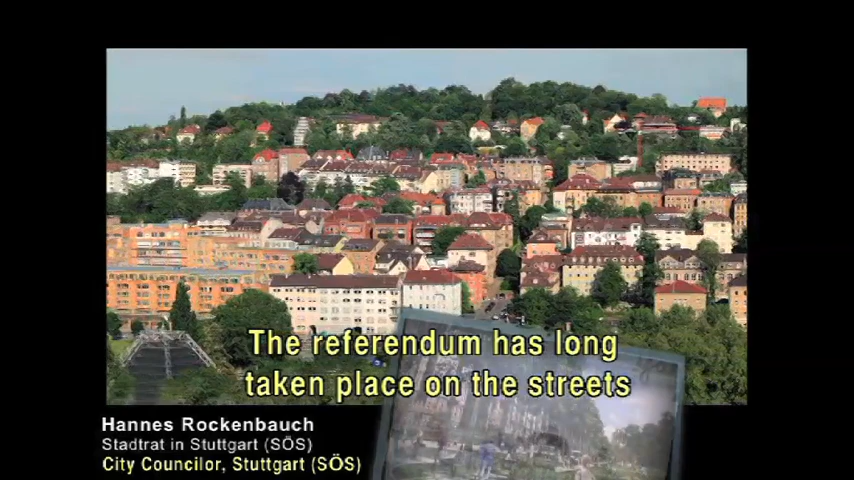 The referendum has long
taken place on the streets
Hannes Rockenbauch
Stadtrat in Stuttgart (SÖS)
City Councilor, Stuttgart (SÖS)